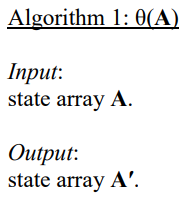 Algorithm 1: θ(A)
Input:
state array A.
Output:
state array A′.